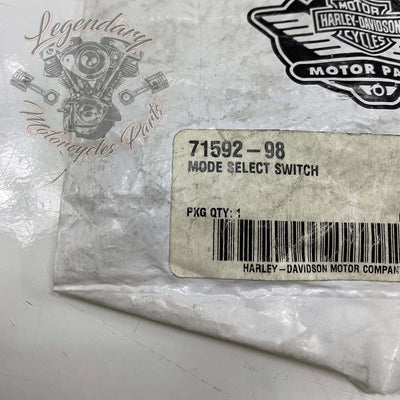 Legendary
Motorcycles Parts
MOTOR
HARLEY-DAVIDSON
CYCLES
MOTOR PA
71592-98
MODE SELECT SWITCH
PKG QTY: 1
HARLEY-DAVIDSON MOTOR COMPAN